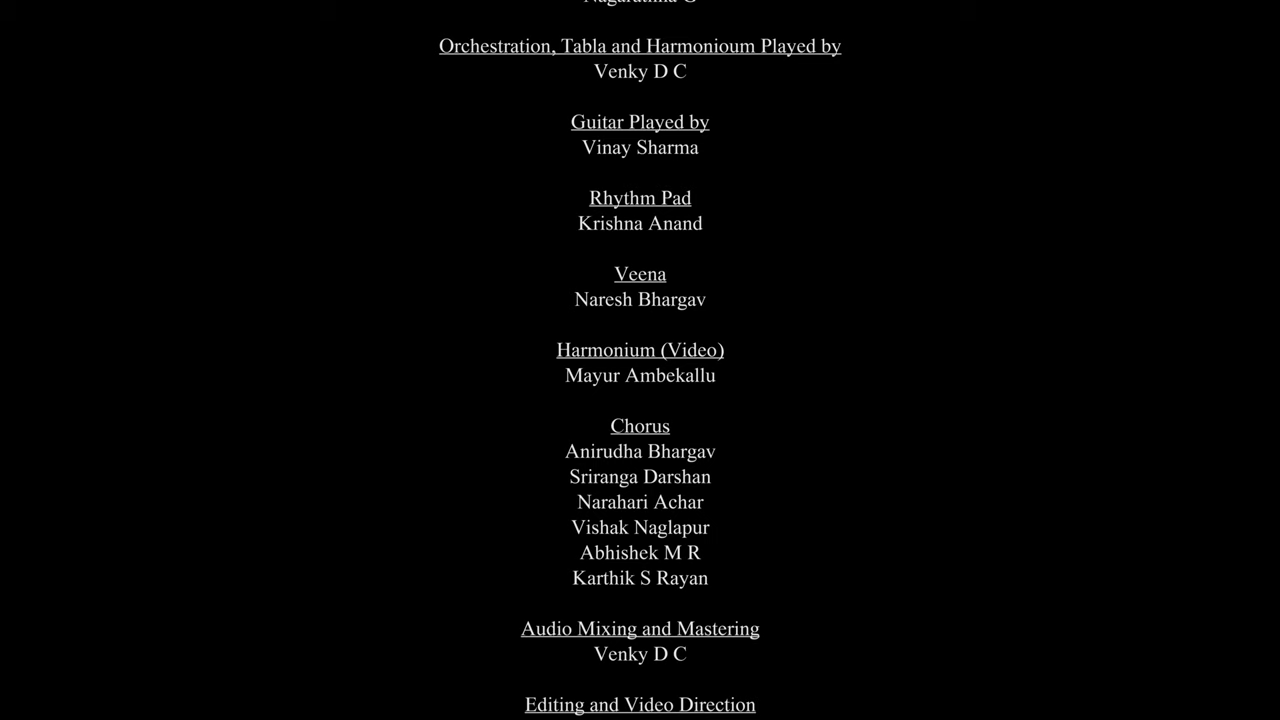 Orchestration, Tabla and Harmonioum Played by
Venky D C
Guitar Played by
Vinay Sharma
Rhythm Pad
Krishna Anand
Veena
Naresh Bhargav
Harmonium (Video)
Mayur Ambekallu
Chorus
Anirudha Bhargav
Sriranga Darshan
Narahari Achar
Vishak Naglapur
Abhishek M R
Karthik S Rayan
Audio Mixing and Mastering
Venky D C
Editing and Video Direction